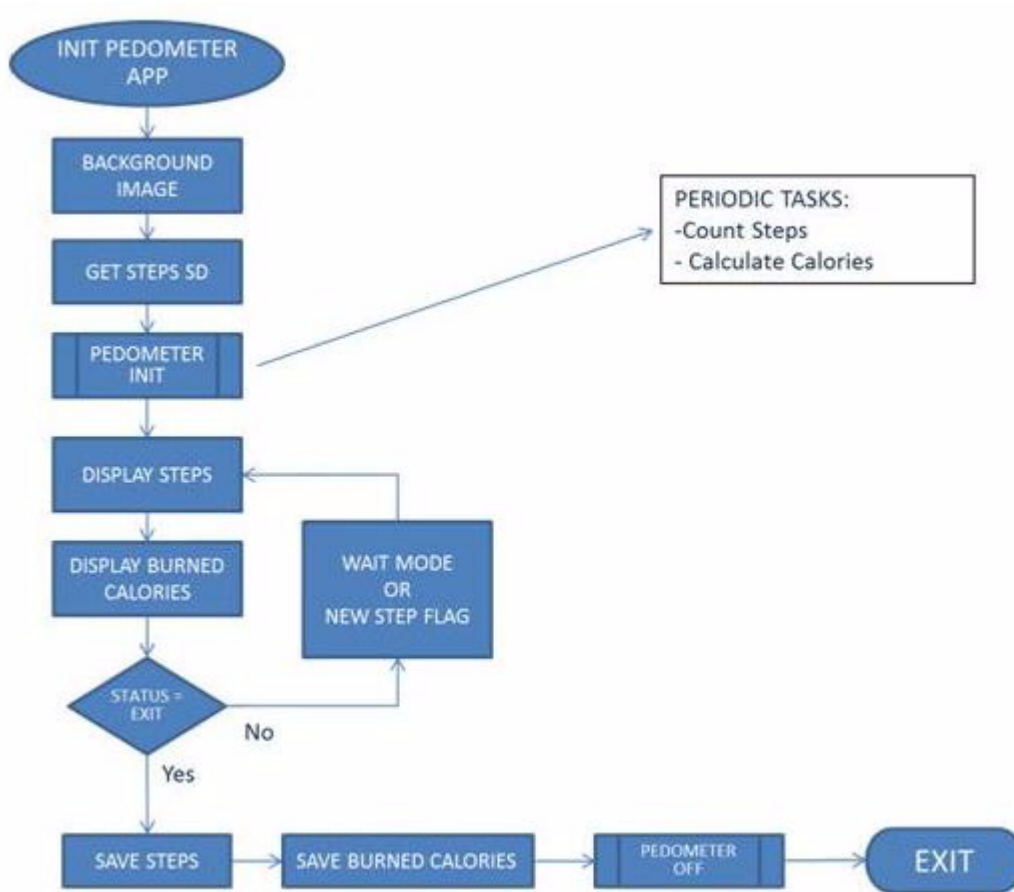 INIT PEDOMETER
APP
BACKGROUND
IMAGE
PERIODIC TASKS:
-Count Steps
- Calculate Calories
GET STEPS SD
PEDOMETER
INIT
DISPLAY STEPS
DISPLAY BURNED
CALORIES
WAIT MODE
OR
NEW STEP FLAG
STATUS =
EXIT
No
Yes
SAVE STEPS
SAVE BURNED CALORIES
PEDOMETER
OFF
EXIT